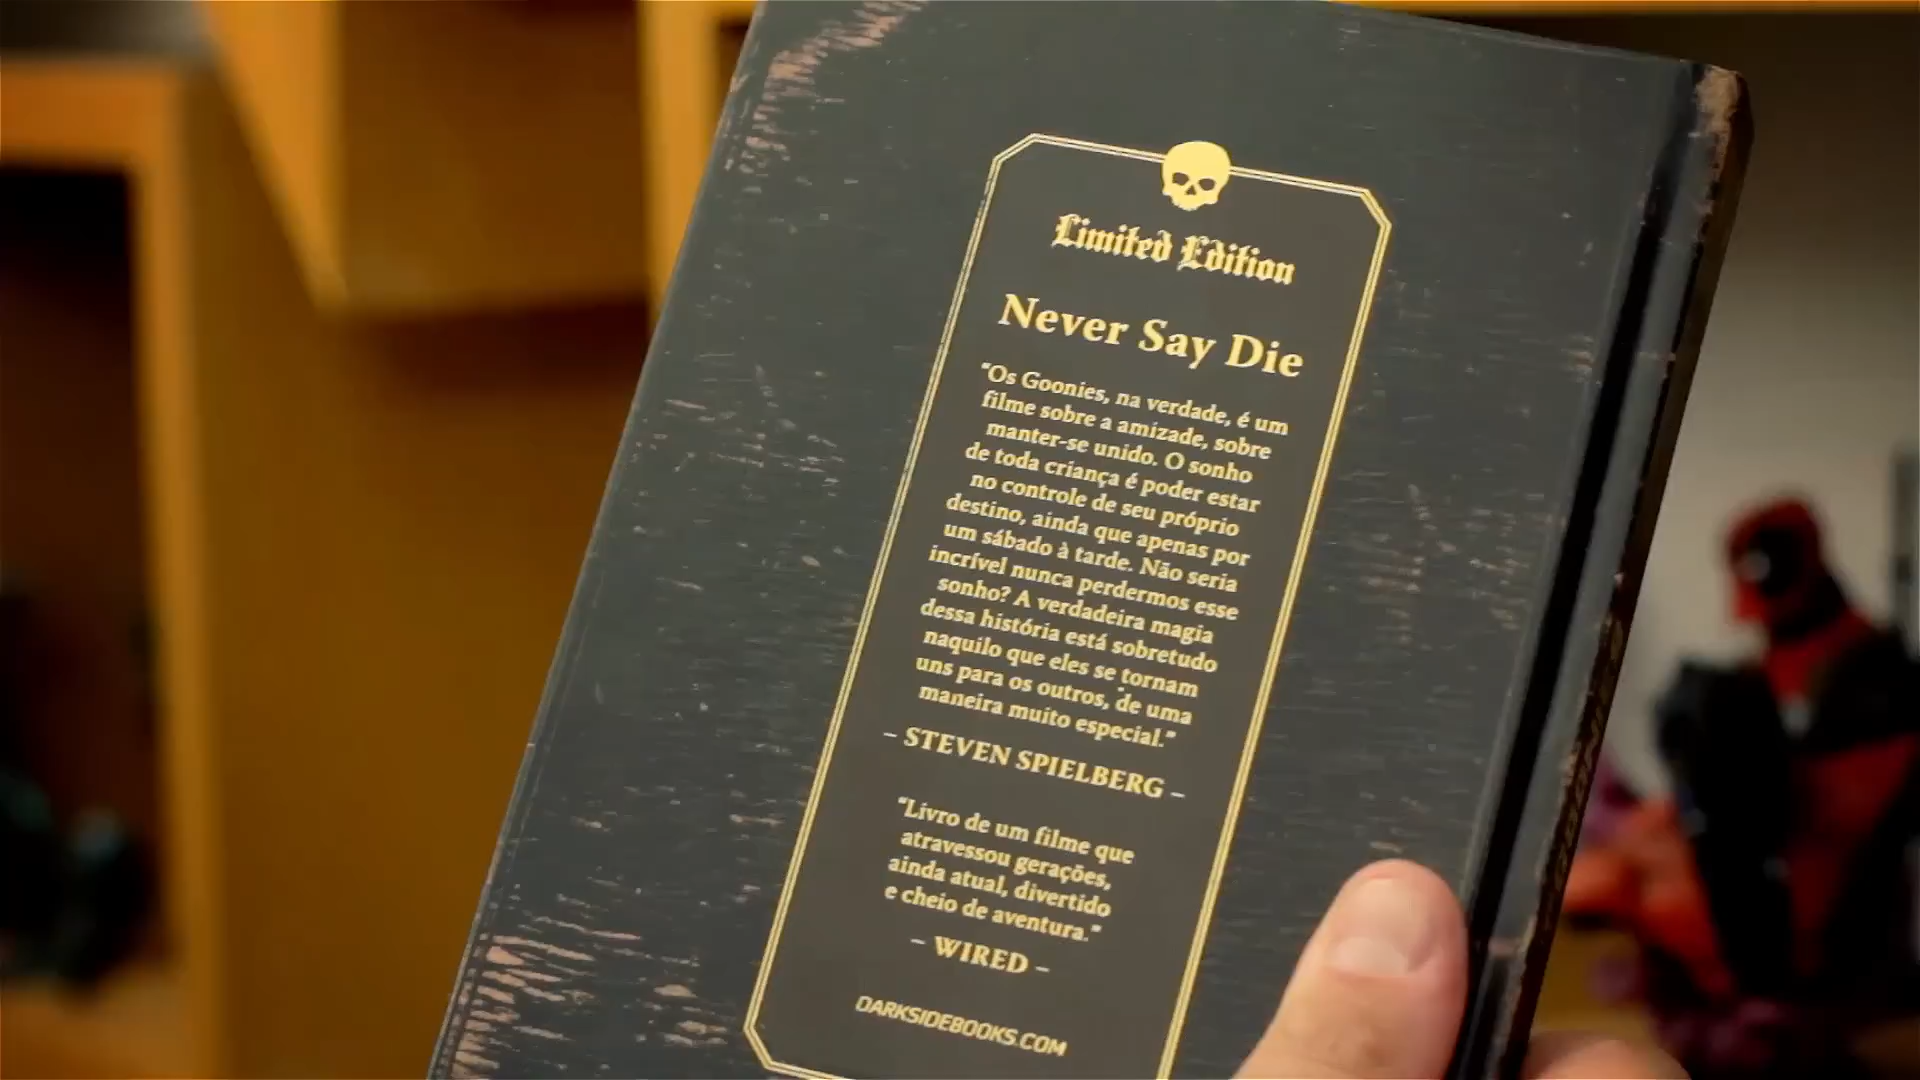 Limited Edition
Never Say Die
"Os Goonies, na verdade, é um
filme sobre a amizade, sobre
manter-se unido. O sonho
de toda criança é poder estar
no controle de seu próprio
destino, ainda que apenas por
um sábado à tarde. Não seria
incrível nunca perdermos esse
sonho? A verdadeira magia
dessa história está sobretudo
naquilo que eles se tornam
uns para os outros, de uma
maneira muito especial."
– STEVEN SPIELBERG –
"Livro de um filme que
atravessou gerações,
ainda atual, divertido
e cheio de aventura."
– WIRED –
DARKSIDEBOOKS.COM